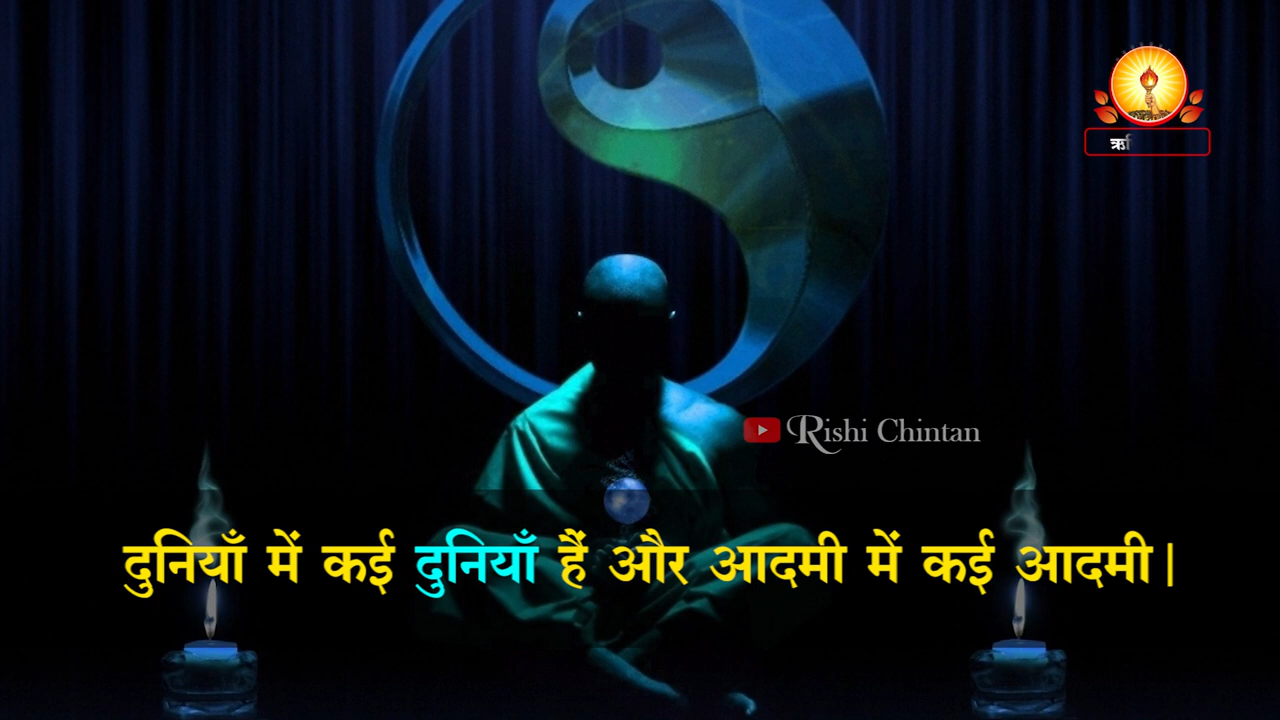 Rishi Chintan
दुनियाँ में कई दुनियाँ हैं और आदमी में कई आदमी।